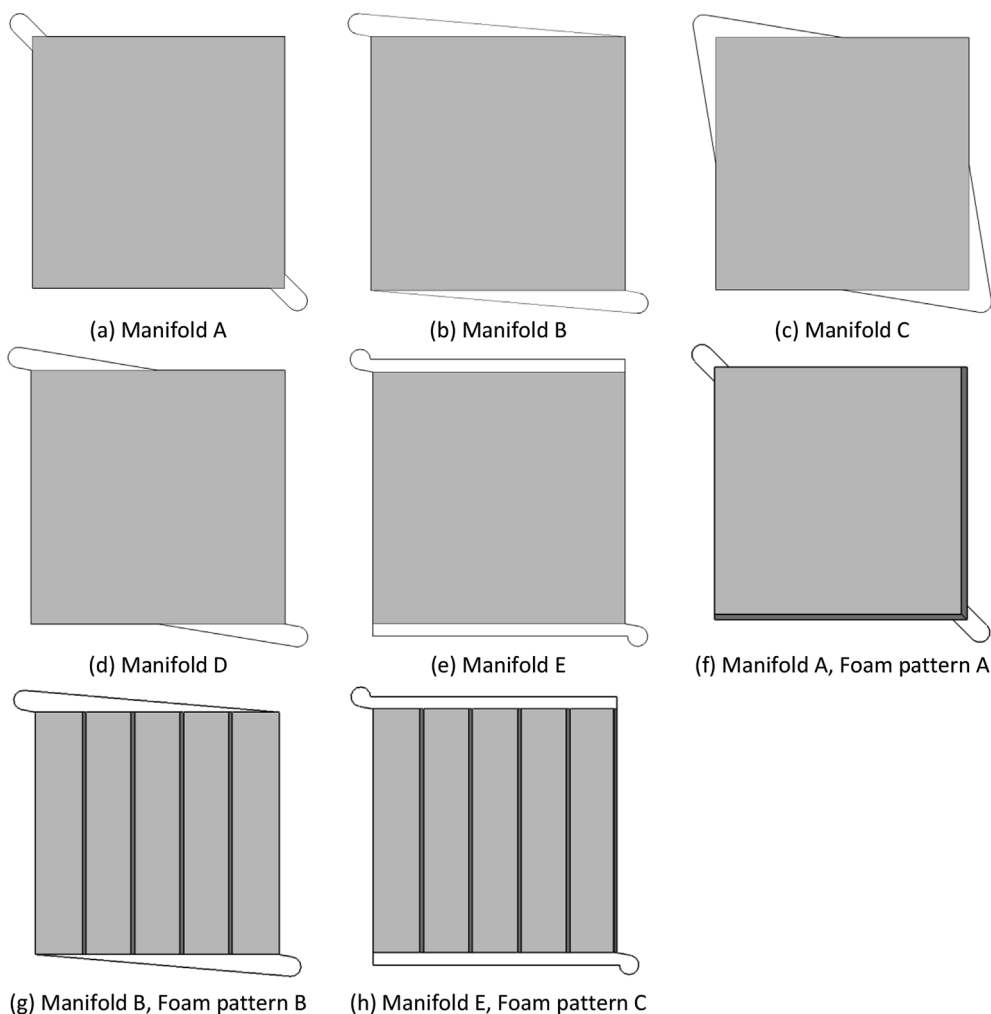 (a) Manifold A
(b) Manifold B
(c) Manifold C
(d) Manifold D
(e) Manifold E
(f) Manifold A, Foam pattern A
(g) Manifold B, Foam pattern B
(h) Manifold E, Foam pattern C